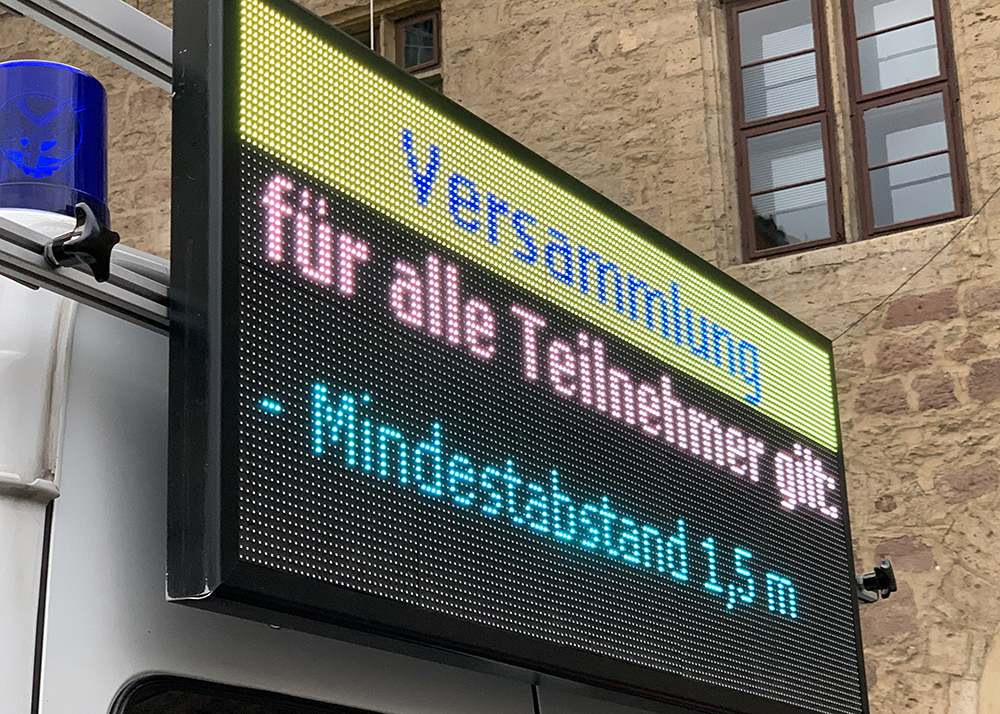 Versammlung
für alle Teilnehmer gilt:
- Mindestabstand 1,5 m